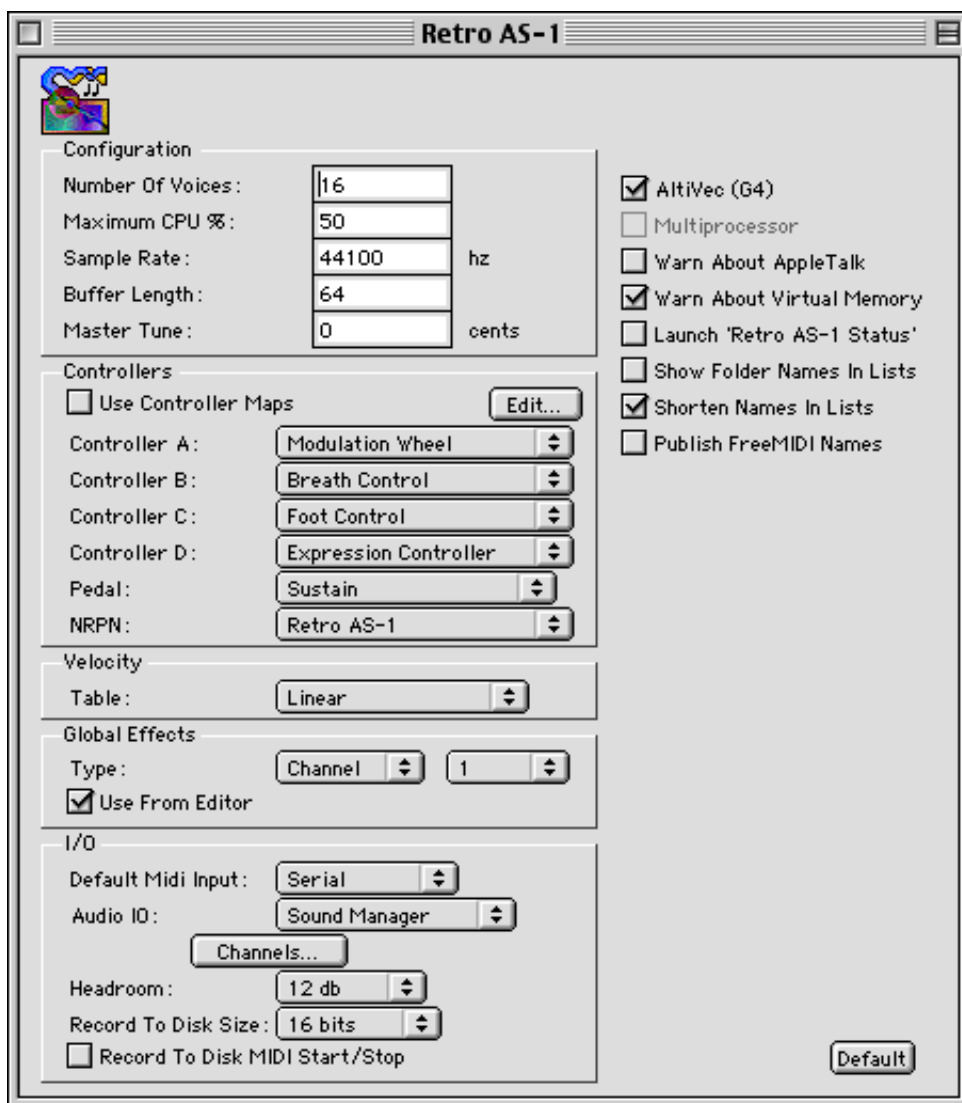 Retro AS-1
Configuration
Number Of Voices: 16
Maximum CPU %: 50
Sample Rate: 44100 hz
Buffer Length: 64
Master Tune: 0 cents
Controllers
Use Controller Maps Edit...
Controller A: Modulation Wheel
Controller B: Breath Control
Controller C: Foot Control
Controller D: Expression Controller
Pedal: Sustain
NRPN: Retro AS-1
Velocity
Table: Linear
Global Effects
Type: Channel 1
Use From Editor
I/O
Default Midi Input: Serial
Audio IO: Sound Manager
Channels...
Headroom: 12 db
Record To Disk Size: 16 bits
Record To Disk MIDI Start/Stop
AltiVec (G4)
Multiprocessor
Warn About AppleTalk
Warn About Virtual Memory
Launch 'Retro AS-1 Status'
Show Folder Names In Lists
Shorten Names In Lists
Publish FreeMIDI Names
Default